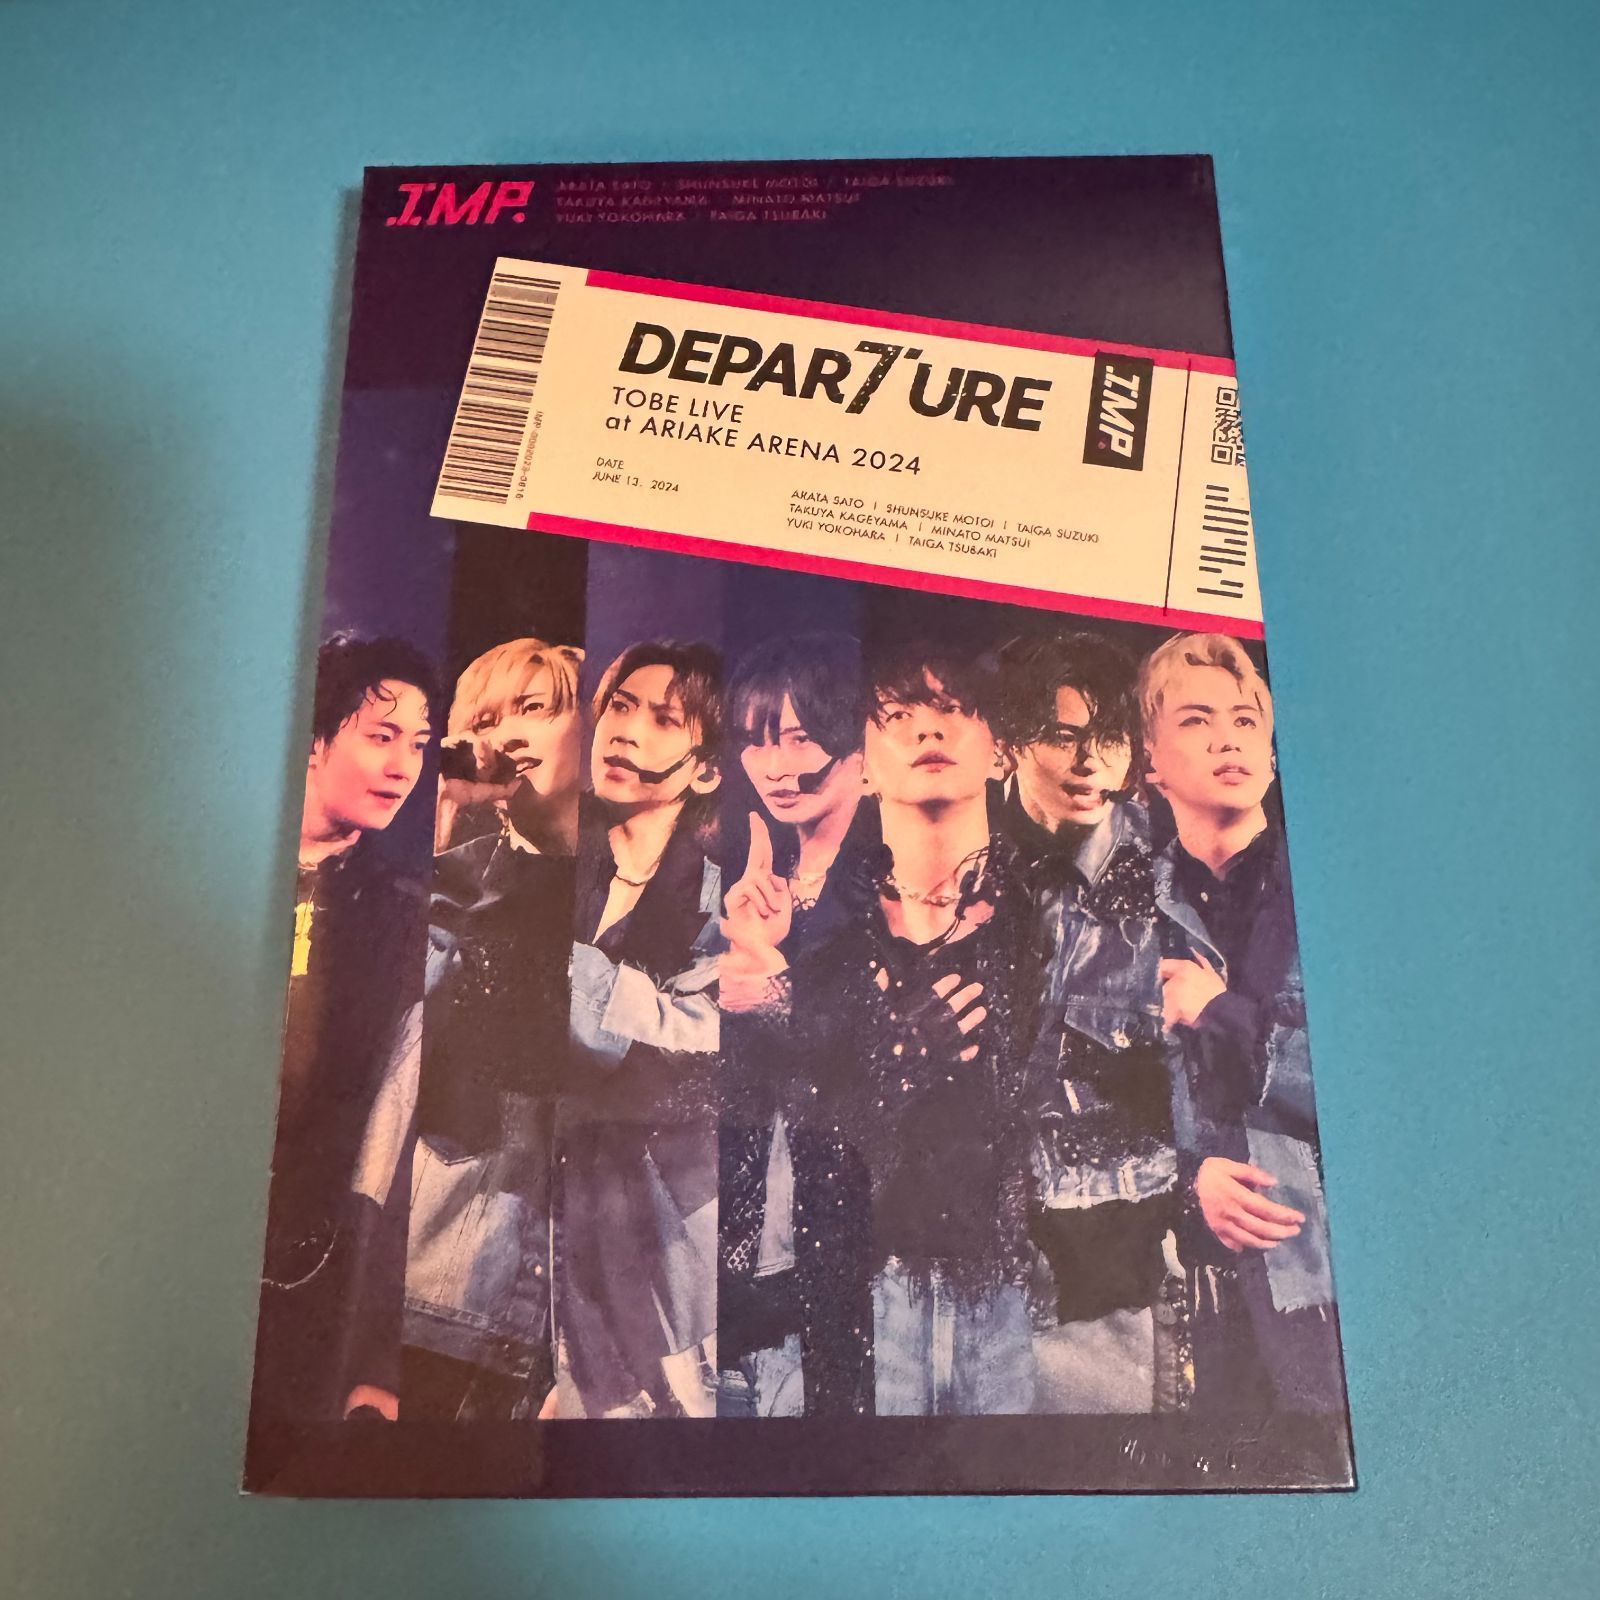 IMP.
ARATA SATO / SHUNSUKE MOTOI / TAIGA SUZUKI
TAKUYA KAGEYAMA / MINATO MATSUI
YUKI YOKOHARA / TAIGA TSUBAKI
DEPAR7URE
TOBE LIVE
at ARIAKE ARENA 2024
IMP.
DATE
JUNE 13, 2024
ARATA SATO | SHUNSUKE MOTOI | TAIGA SUZUKI
TAKUYA KAGEYAMA | MINATO MATSUI
YUKI YOKOHARA | TAIGA TSUBAKI